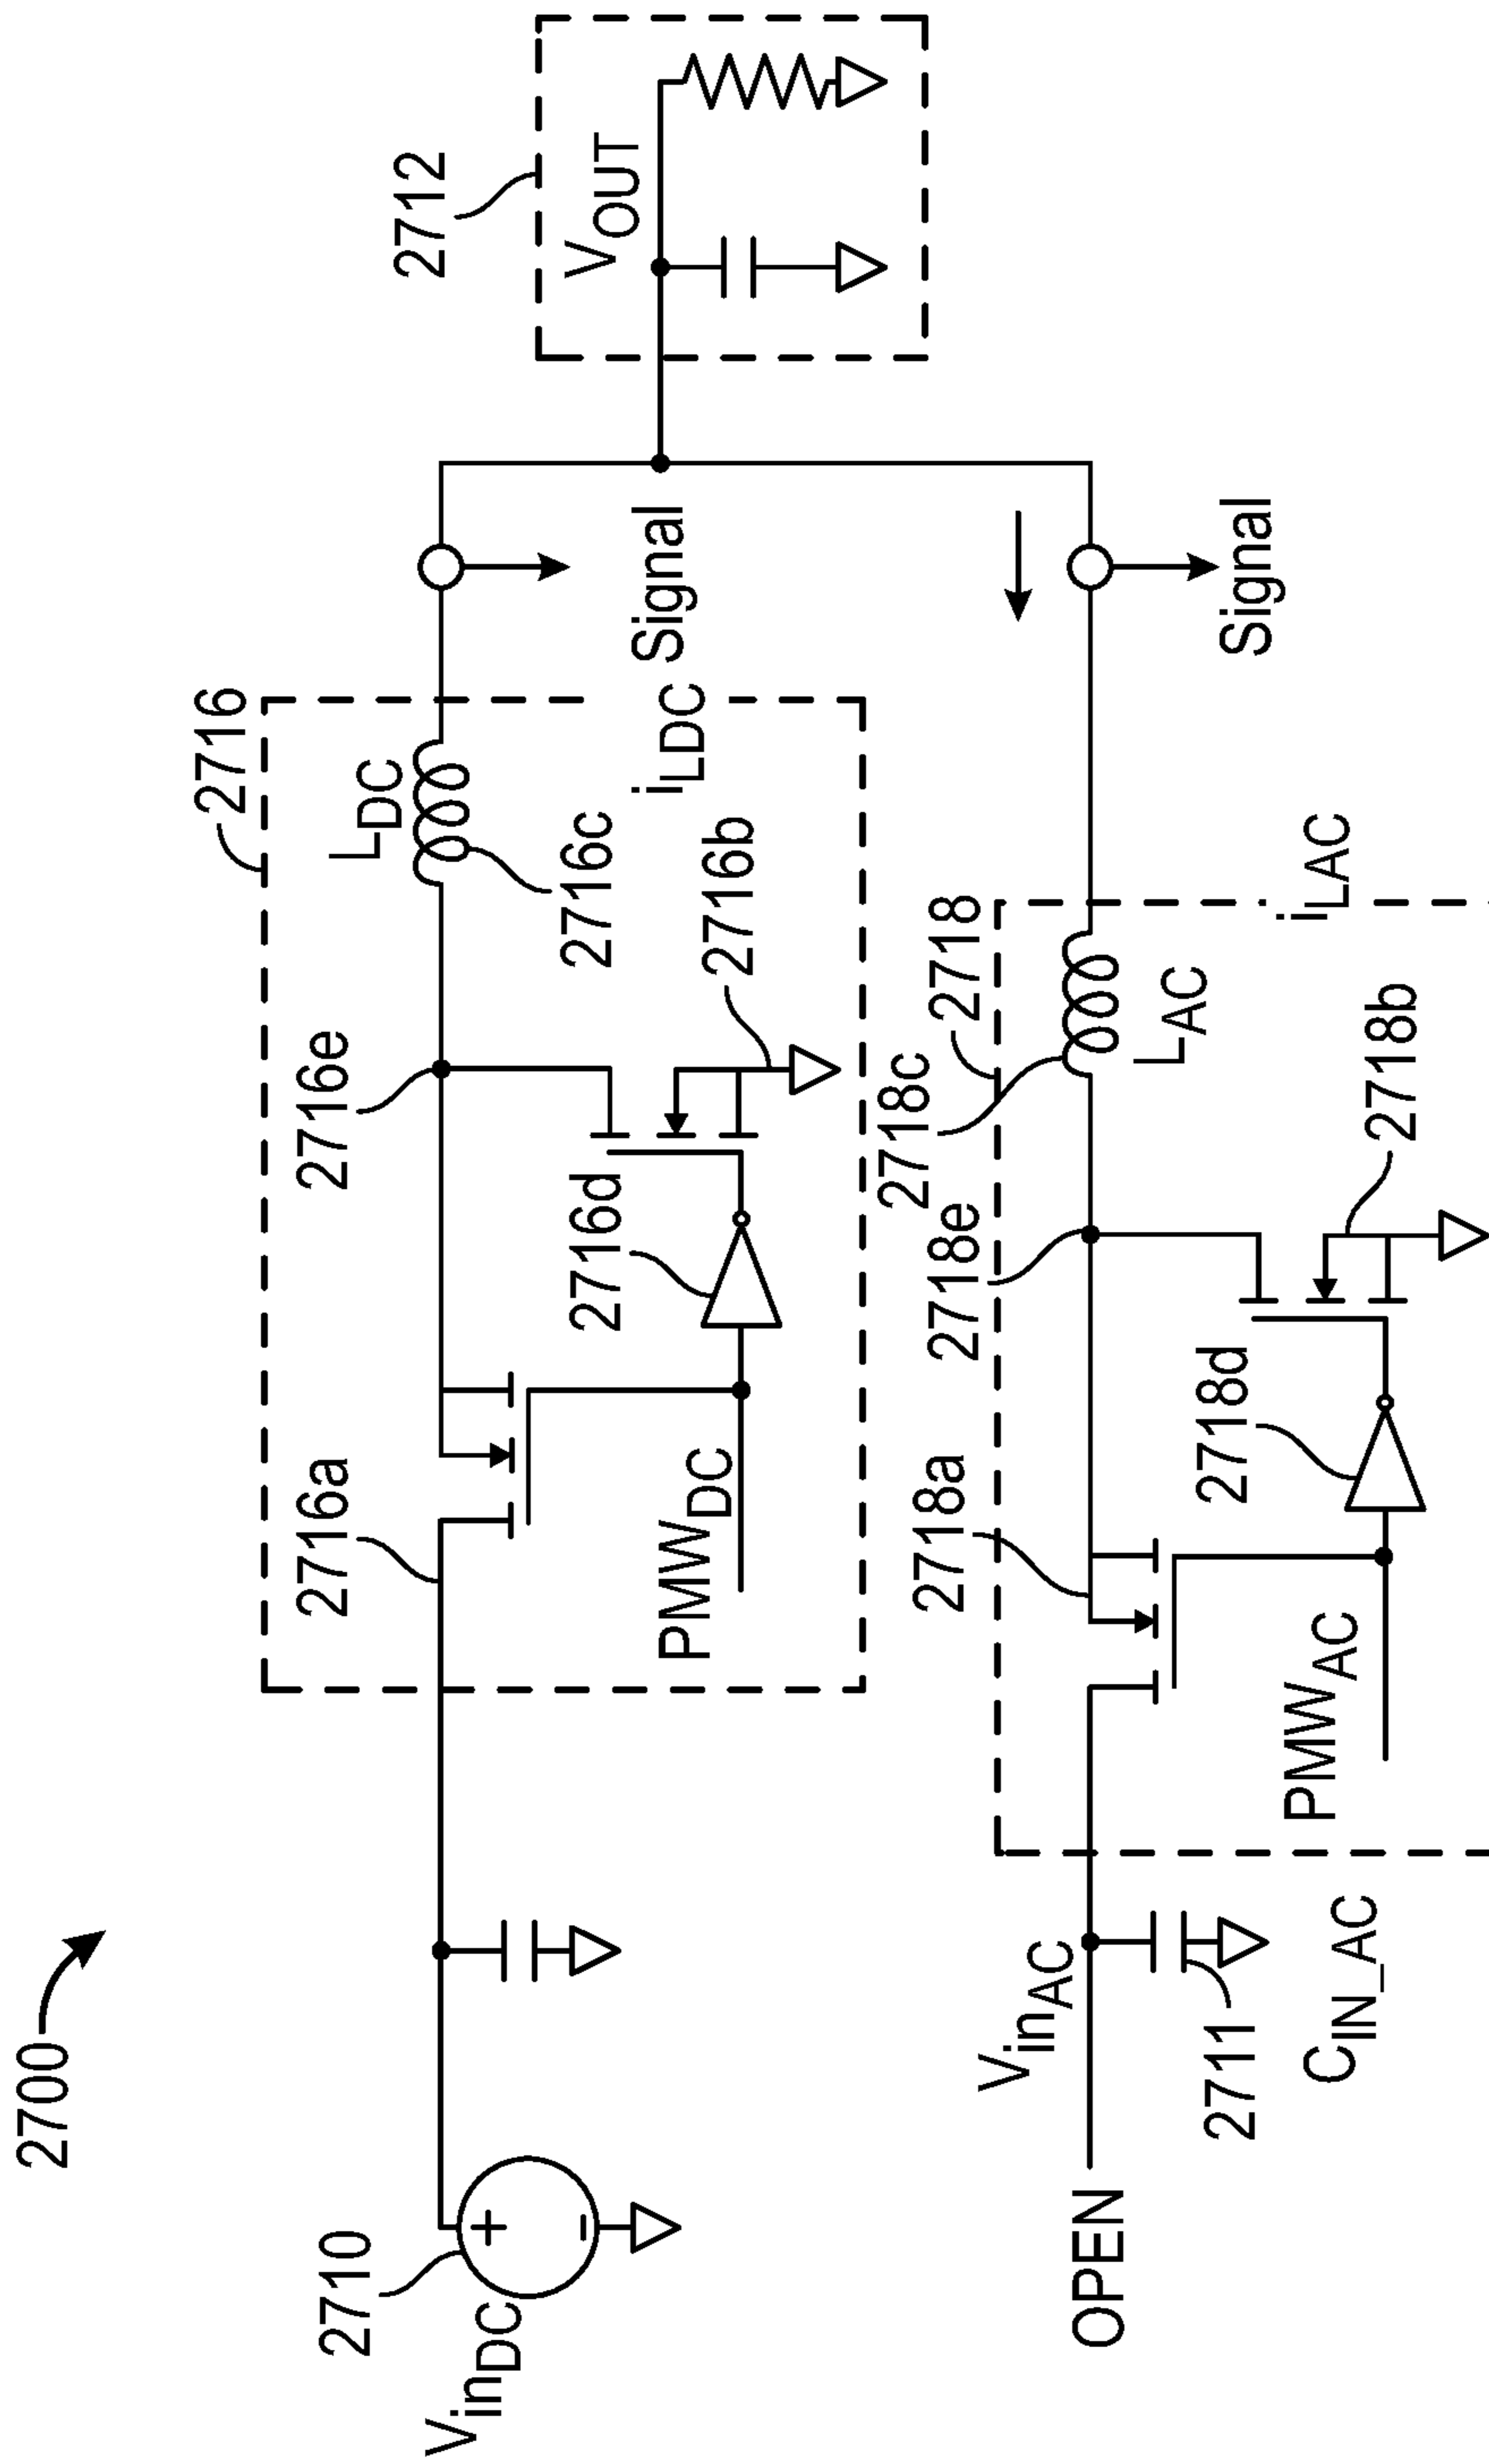 2700
2710
VinDC
2716
2716a
2716e
LDC
2716c
2716d
2716b
PMWDC
iLDC
Signal
2712
VOUT
OPEN
VinAC
2711
CIN_AC
2718
2718a
2718e
2718c
LAC
2718d
2718b
PMWAC
iLAC
Signal